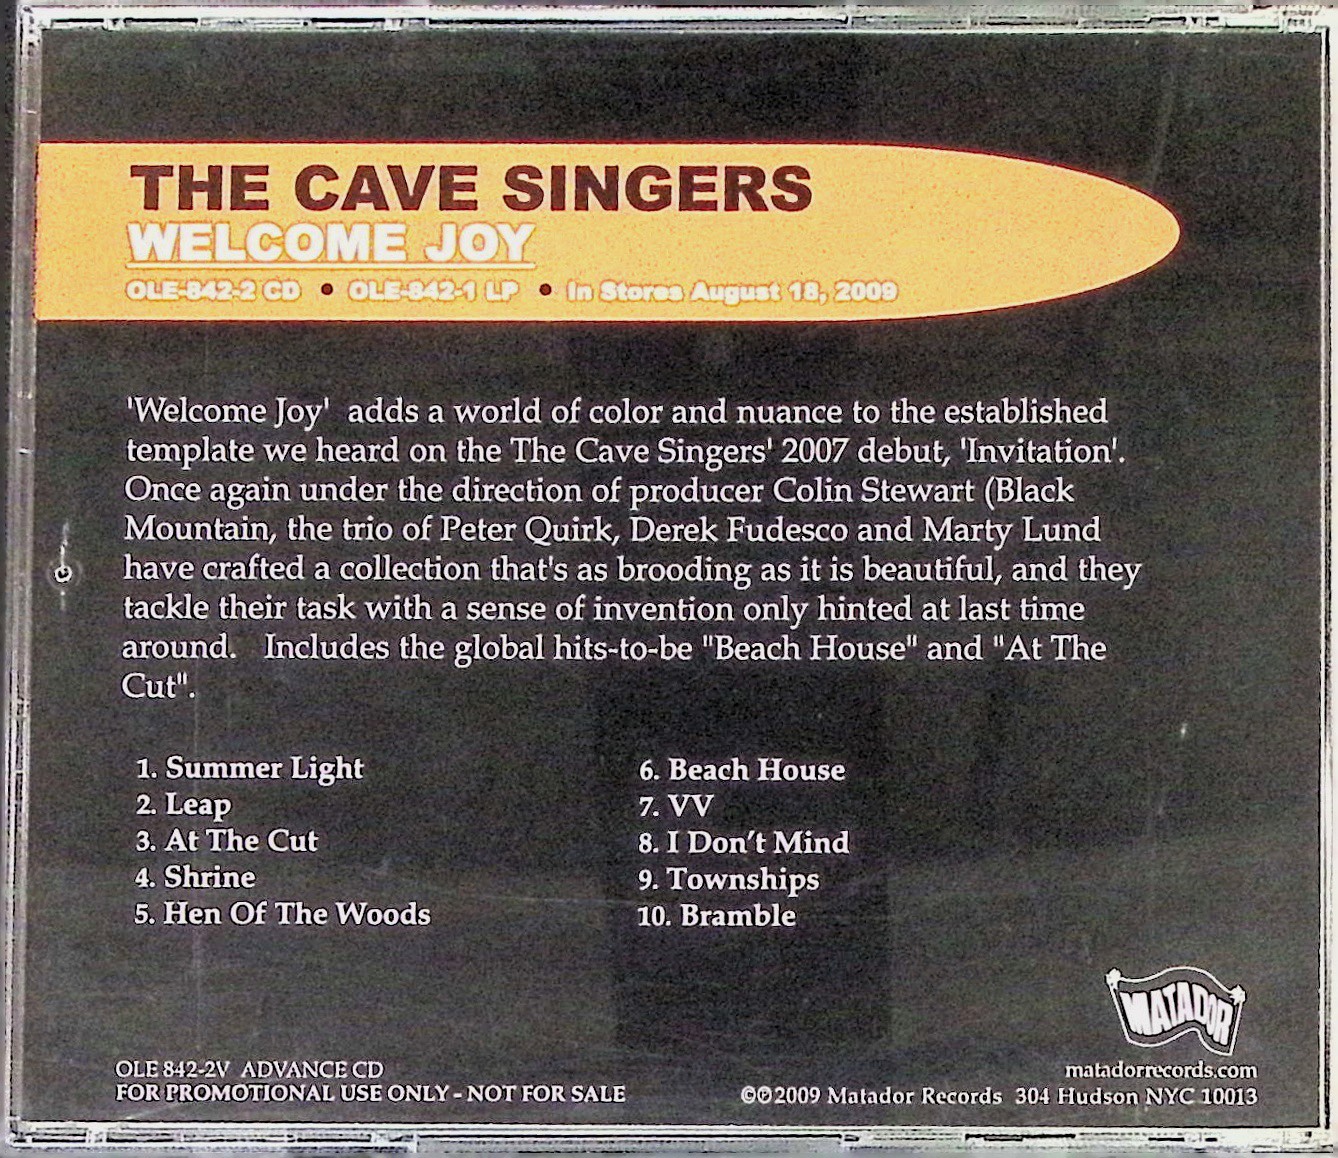 THE CAVE SINGERS
WELCOME JOY
OLE-842-2 CD • OLE-842-1 LP • In Stores August 18, 2009
'Welcome Joy' adds a world of color and nuance to the established
template we heard on the The Cave Singers' 2007 debut, 'Invitation'.
Once again under the direction of producer Colin Stewart (Black
Mountain, the trio of Peter Quirk, Derek Fudesco and Marty Lund
have crafted a collection that's as brooding as it is beautiful, and they
tackle their task with a sense of invention only hinted at last time
around. Includes the global hits-to-be "Beach House" and "At The
Cut".
1. Summer Light
2. Leap
3. At The Cut
4. Shrine
5. Hen Of The Woods
6. Beach House
7. VV
8. I Don't Mind
9. Townships
10. Bramble
MATADOR
OLE 842-2V ADVANCE CD
FOR PROMOTIONAL USE ONLY - NOT FOR SALE
matadorrecords.com
©℗2009 Matador Records 304 Hudson NYC 10013